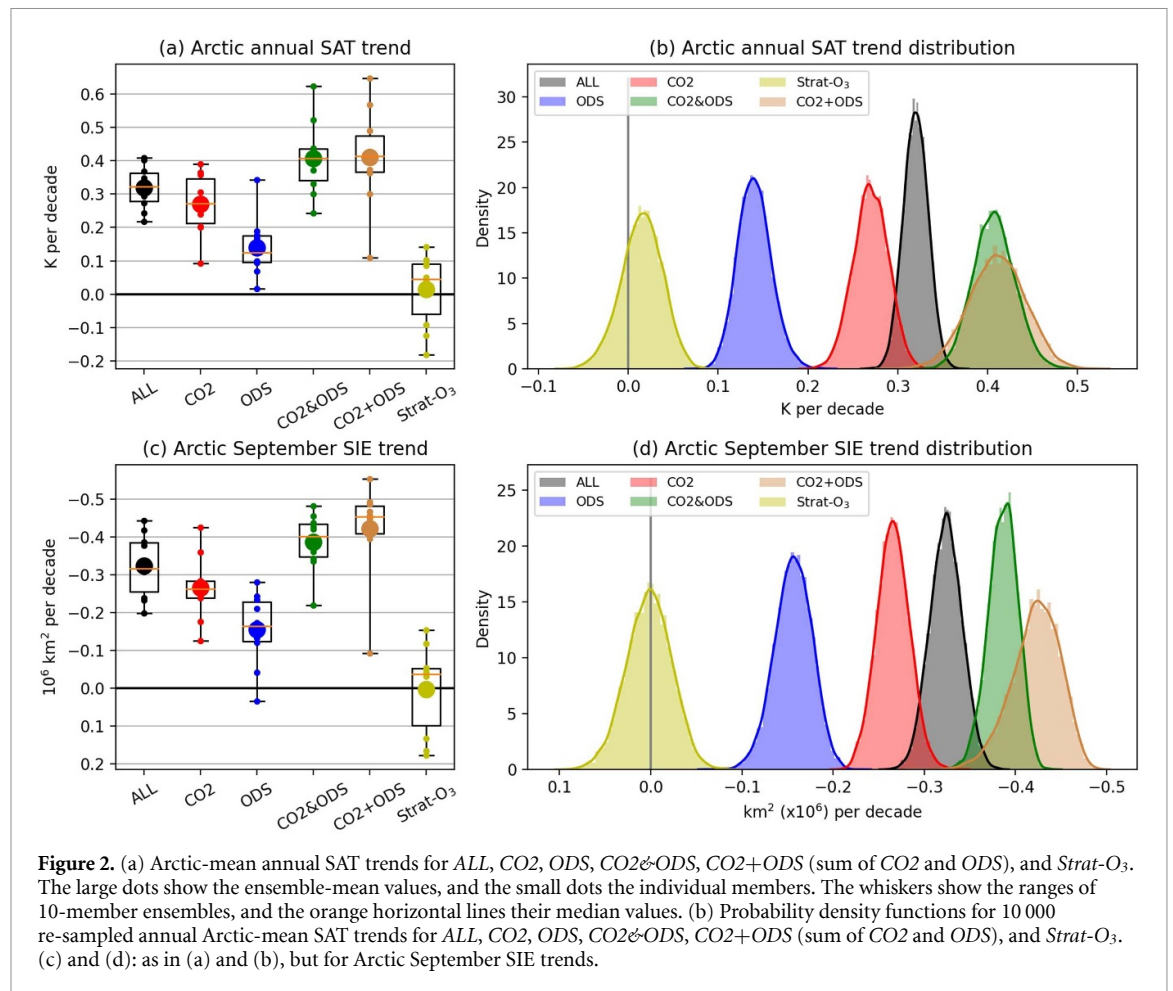 (a) Arctic annual SAT trend
K per decade
0.6
0.5
0.4
0.3
0.2
0.1
0.0
−0.1
−0.2
ALL
CO2
ODS
CO2&ODS
CO2+ODS
Strat-O₃
(b) Arctic annual SAT trend distribution
ALL
ODS
CO2
CO2&ODS
Strat-O₃
CO2+ODS
Density
30
25
20
15
10
5
0
−0.1
0.0
0.1
0.2
0.3
0.4
0.5
K per decade
(c) Arctic September SIE trend
10⁶ km² per decade
−0.5
−0.4
−0.3
−0.2
−0.1
0.0
0.1
0.2
ALL
CO2
ODS
CO2&ODS
CO2+ODS
Strat-O₃
(d) Arctic September SIE trend distribution
ALL
ODS
CO2
CO2&ODS
CO2+ODS
Strat-O₃
Density
25
20
15
10
5
0
0.1
0.0
−0.1
−0.2
−0.3
−0.4
−0.5
km² (x10⁶) per decade
Figure 2. (a) Arctic-mean annual SAT trends for ALL, CO2, ODS, CO2&ODS, CO2+ODS (sum of CO2 and ODS), and Strat-O₃.
The large dots show the ensemble-mean values, and the small dots the individual members. The whiskers show the ranges of
10-member ensembles, and the orange horizontal lines their median values. (b) Probability density functions for 10 000
re-sampled annual Arctic-mean SAT trends for ALL, CO2, ODS, CO2&ODS, CO2+ODS (sum of CO2 and ODS), and Strat-O₃.
(c) and (d): as in (a) and (b), but for Arctic September SIE trends.